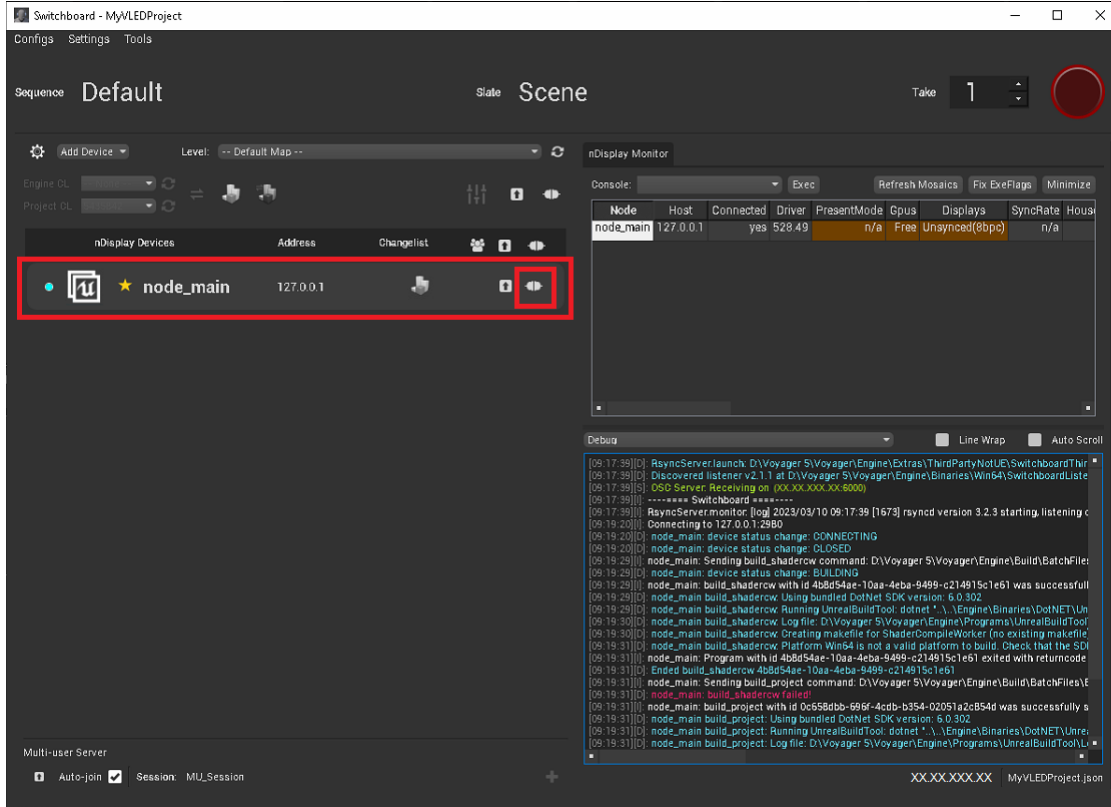 Switchboard - MyVLEDProject
Configs Settings Tools
Sequence Default Slate Scene Take 1
Add Device Level: -- Default Map --
Engine CL
Project CL
nDisplay Devices Address Changelist
node_main 127.0.0.1
Multi-user Server
Auto-join Session: MU_Session
nDisplay Monitor
Console: Exec Refresh Mosaics Fix ExeFlags Minimize
Node Host Connected Driver PresentMode Gpus Displays SyncRate Hous
node_main 127.0.0.1 yes 528.49 n/a Free Unsynced(8bpc) n/a
Debug Line Wrap Auto Scroll
[09:17:39][D]: RsyncServer.launch: D:\Voyager 5\Voyager\Engine\Extras\ThirdPartyNotUE\SwitchboardThir
[09:17:39][D]: Discovered listener v2.1.1 at D:\Voyager 5\Voyager\Engine\Binaries\Win64\SwitchboardListe
[09:17:39][S]: OSC Server: Receiving on (XX.XX.XXX.XX:6000)
[09:17:39][I]: ----==== Switchboard ====----
[09:17:39][I]: RsyncServer.monitor: [log] 2023/03/10 09:17:39 [1673] rsyncd version 3.2.3 starting, listening
[09:19:20][I]: Connecting to 127.0.0.1:2980
[09:19:20][D]: node_main: device status change: CONNECTING
[09:19:20][D]: node_main: device status change: CLOSED
[09:19:29][I]: node_main: Sending build_shadercw command: D:\Voyager 5\Voyager\Engine\Build\BatchFiles
[09:19:29][D]: node_main: device status change: BUILDING
[09:19:29][I]: node_main: build_shadercw with id 4b8d54ae-10aa-4eba-9499-c214915c1e61 was successfull
[09:19:29][D]: node_main build_shadercw: Using bundled DotNet SDK version: 6.0.302
[09:19:29][D]: node_main build_shadercw: Running UnrealBuildTool: dotnet "..\..\Engine\Binaries\DotNET\Un
[09:19:30][D]: node_main build_shadercw: Log file: D:\Voyager 5\Voyager\Engine\Programs\UnrealBuildTool
[09:19:30][D]: node_main build_shadercw: Creating makefile for ShaderCompileWorker (no existing makefile
[09:19:31][D]: node_main build_shadercw: Platform Win64 is not a valid platform to build. Check that the SD
[09:19:31][I]: node_main: Program with id 4b8d54ae-10aa-4eba-9499-c214915c1e61 exited with returncode
[09:19:31][D]: Ended build_shadercw 4b8d54ae-10aa-4eba-9499-c214915c1e61
[09:19:31][I]: node_main: Sending build_project command: D:\Voyager 5\Voyager\Engine\Build\BatchFiles\
[09:19:31][D]: node_main: build_shadercw failed!
[09:19:31][I]: node_main: build_project with id 0c658dbb-696f-4cdb-b354-02051a2c854d was successfully s
[09:19:31][D]: node_main build_project: Using bundled DotNet SDK version: 6.0.302
[09:19:31][D]: node_main build_project: Running UnrealBuildTool: dotnet "..\..\Engine\Binaries\DotNET\Unre
[09:19:31][D]: node_main build_project: Log file: D:\Voyager 5\Voyager\Engine\Programs\UnrealBuildTool\
XX.XX.XXX.XX MyVLEDProject.json